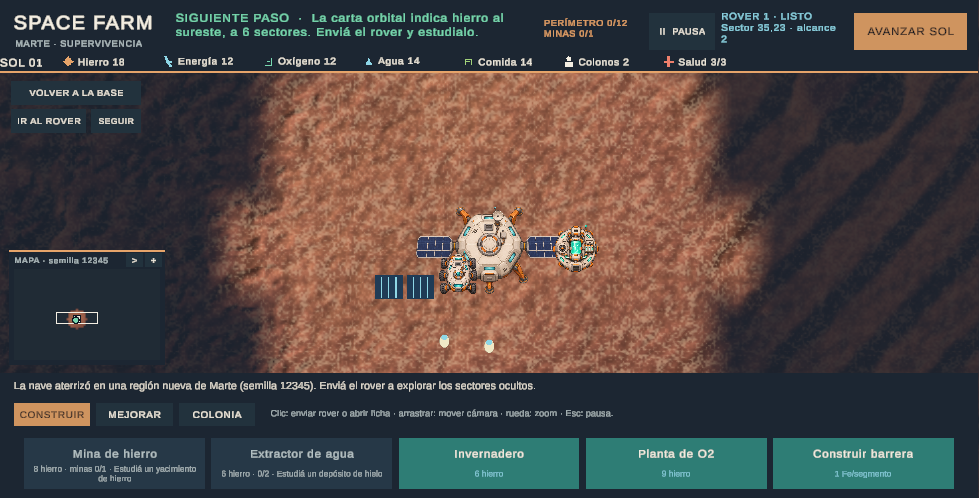 SPACE FARM
MARTE · SUPERVIVENCIA
SIGUIENTE PASO · La carta orbital indica hierro al
sureste, a 6 sectores. Enviá el rover y estudialo.
PERÍMETRO 0/12
MINAS 0/1
II PAUSA
ROVER 1 · LISTO
Sector 35,23 · alcance
2
AVANZAR SOL
SOL 01
Hierro 18
Energía 12
Oxígeno 12
Agua 14
Comida 14
Colonos 2
Salud 3/3
VOLVER A LA BASE
IR AL ROVER
SEGUIR
MAPA · semilla 12345
>
+
La nave aterrizó en una región nueva de Marte (semilla 12345). Enviá el rover a explorar los sectores ocultos.
CONSTRUIR
MEJORAR
COLONIA
Clic: enviar rover o abrir ficha · arrastrar: mover cámara · rueda: zoom · Esc: pausa.
Mina de hierro
8 hierro · minas 0/1 · Estudiá un yacimiento
de hierro
Extractor de agua
6 hierro · 0/2 · Estudiá un depósito de hielo
Invernadero
6 hierro
Planta de O2
9 hierro
Construir barrera
1 Fe/segmento